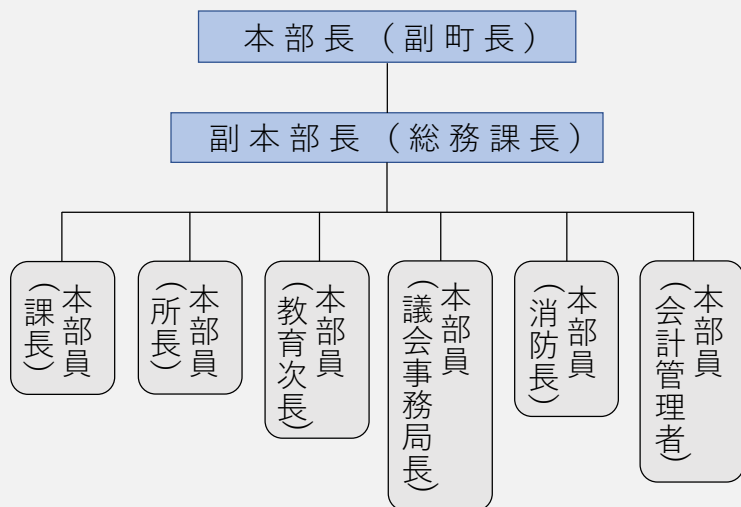 本部長（副町長）
副本部長（総務課長）
本部員
（課長）
本部員
（所長）
本部員
（教育次長）
本部員
（議会事務局長）
本部員
（消防長）
本部員
（会計管理者）